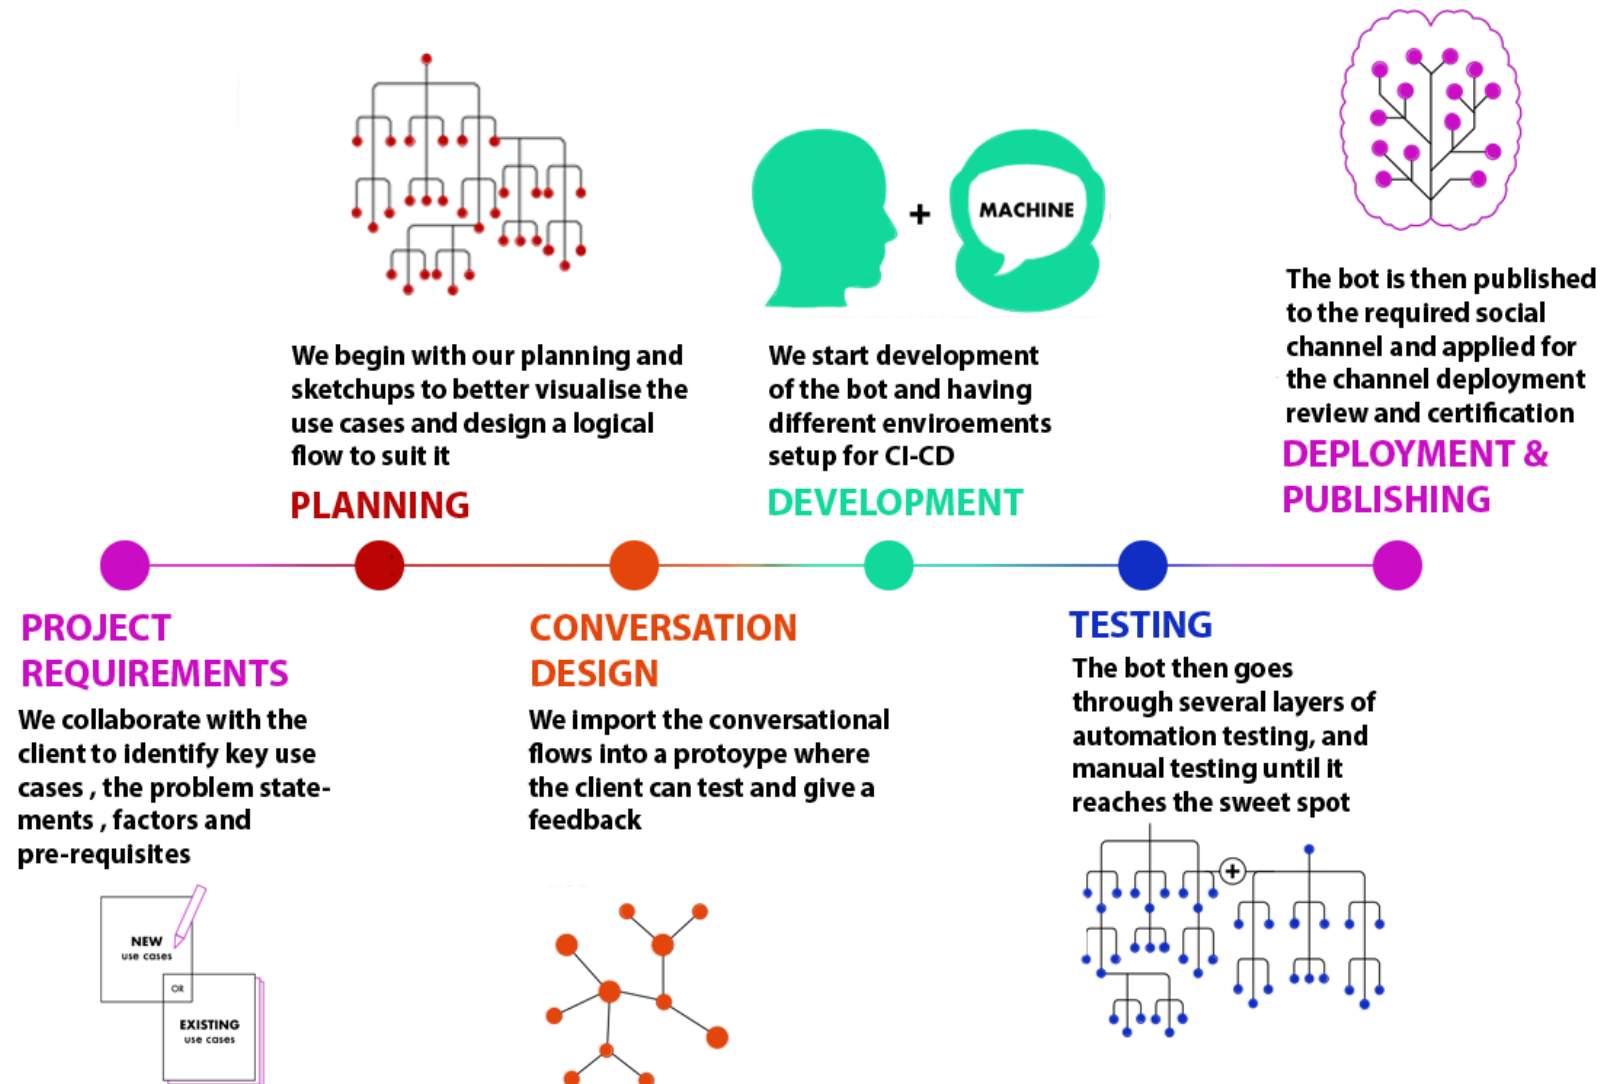 We begin with our planning and
sketchups to better visualise the
use cases and design a logical
flow to suit it
PLANNING
+
MACHINE
We start development
of the bot and having
different enviroements
setup for CI-CD
DEVELOPMENT
The bot is then published
to the required social
channel and applied for
the channel deployment
review and certification
DEPLOYMENT &
PUBLISHING
PROJECT
REQUIREMENTS
We collaborate with the
client to identify key use
cases , the problem state-
ments , factors and
pre-requisites
NEW
use cases
OR
EXISTING
use cases
CONVERSATION
DESIGN
We import the conversational
flows into a protoype where
the client can test and give a
feedback
TESTING
The bot then goes
through several layers of
automation testing, and
manual testing until it
reaches the sweet spot
+